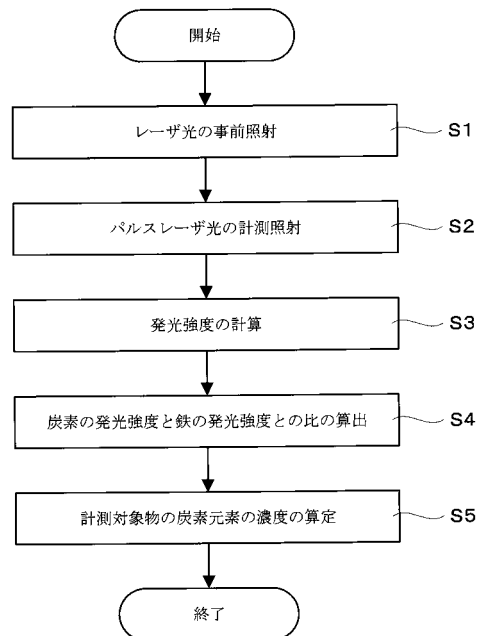 開始
レーザ光の事前照射
S1
パルスレーザ光の計測照射
S2
発光強度の計算
S3
炭素の発光強度と鉄の発光強度との比の算出
S4
計測対象物の炭素元素の濃度の算定
S5
終了